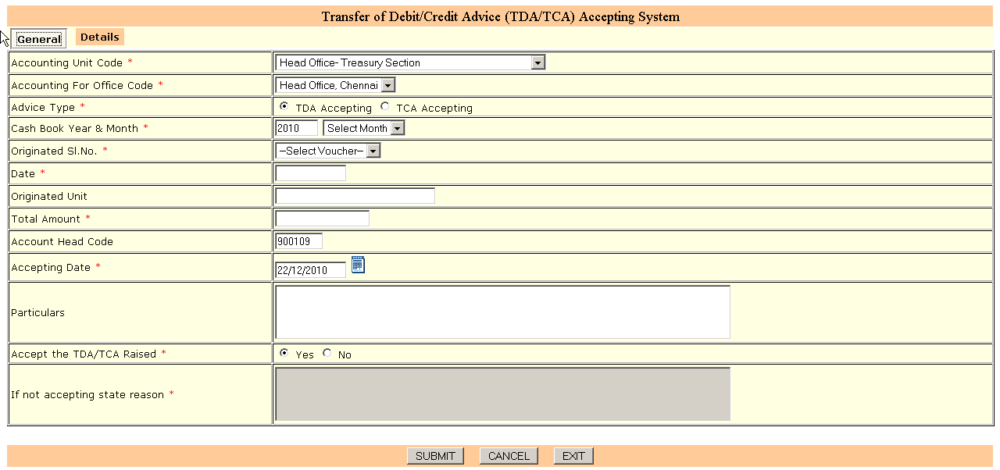 Transfer of Debit/Credit Advice (TDA/TCA) Accepting System
General Details
Accounting Unit Code * Head Office- Treasury Section
Accounting For Office Code * Head Office, Chennai
Advice Type * TDA Accepting TCA Accepting
Cash Book Year & Month * 2010 Select Month
Originated Sl.No. * --Select Voucher--
Date *
Originated Unit
Total Amount *
Account Head Code 900109
Accepting Date * 22/12/2010
Particulars
Accept the TDA/TCA Raised * Yes No
If not accepting state reason *
SUBMIT CANCEL EXIT